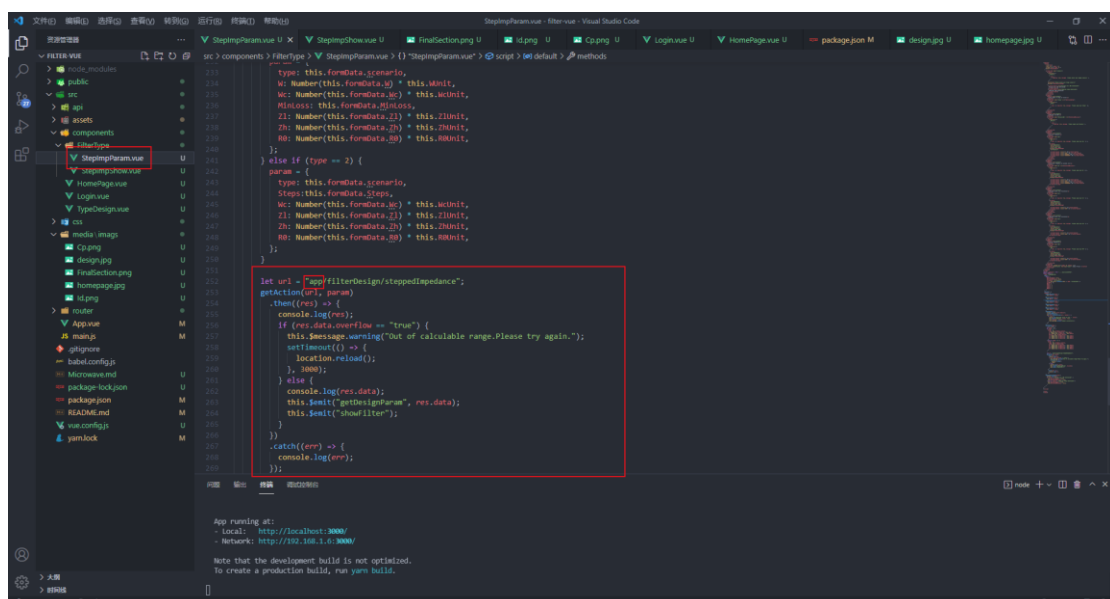 文件(F) 编辑(E) 选择(S) 查看(V) 转到(G) 运行(R) 终端(T) 帮助(H)
StepImpParam.vue - filter-vue - Visual Studio Code
资源管理器
StepImpParam.vue U
StepImpShow.vue U
FinalSection.png U
ld.png U
Cp.png U
Login.vue U
HomePage.vue U
package.json M
design.jpg U
homepage.jpg U
FILTER-VUE
src > components > FilterType > StepImpParam.vue > {} "StepImpParam.vue" > script > default > methods
node_modules
public
src
api
assets
components
FilterType
StepImpParam.vue U
StepImpShow.vue U
HomePage.vue U
Login.vue U
TypeDesign.vue U
css
media \ imags
Cp.png U
design.jpg U
FinalSection.png U
homepage.jpg U
ld.png U
router
App.vue M
JS main.js M
.gitignore
babel.config.js
Microwave.md U
package-lock.json U
package.json M
README.md M
vue.config.js U
yarn.lock M
大纲
时间线
233 type: this.formData.scenario,
234 W: Number(this.formData.W) * this.WUnit,
235 Wc: Number(this.formData.Wc) * this.WcUnit,
236 MinLoss: this.formData.MinLoss,
237 Zl: Number(this.formData.Zl) * this.ZlUnit,
238 Zh: Number(this.formData.Zh) * this.ZhUnit,
239 R0: Number(this.formData.R0) * this.R0Unit,
240 };
241 } else if (type == 2) {
242 param = {
243 type: this.formData.scenario,
244 Steps:this.formData.Steps,
245 Wc: Number(this.formData.Wc) * this.WcUnit,
246 Zl: Number(this.formData.Zl) * this.ZlUnit,
247 Zh: Number(this.formData.Zh) * this.ZhUnit,
248 R0: Number(this.formData.R0) * this.R0Unit,
249 };
250 }
251
252 let url = "app/filterDesign/steppedImpedance";
253 getAction(url, param)
254 .then((res) => {
255 console.log(res);
256 if (res.data.overflow == "true") {
257 this.$message.warning("Out of calculable range.Please try again.");
258 setTimeout(() => {
259 location.reload();
260 }, 3000);
261 } else {
262 console.log(res.data);
263 this.$emit("getDesignParam", res.data);
264 this.$emit("showFilter");
265 }
266 })
267 .catch((err) => {
268 console.log(err);
269 });
问题 输出 终端 调试控制台
node
App running at:
- Local: http://localhost:3000/
- Network: http://192.168.1.6:3000/
Note that the development build is not optimized.
To create a production build, run yarn build.